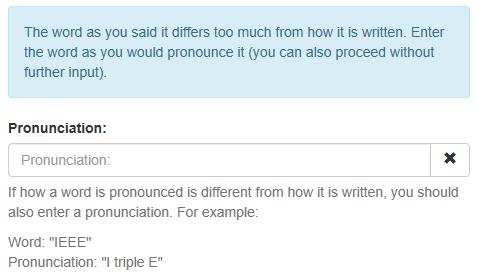 The word as you said it differs too much from how it is written. Enter
the word as you would pronounce it (you can also proceed without
further input).
Pronunciation:
Pronunciation:
If how a word is pronounced is different from how it is written, you should
also enter a pronunciation. For example:
Word: "IEEE"
Pronunciation: "I triple E"